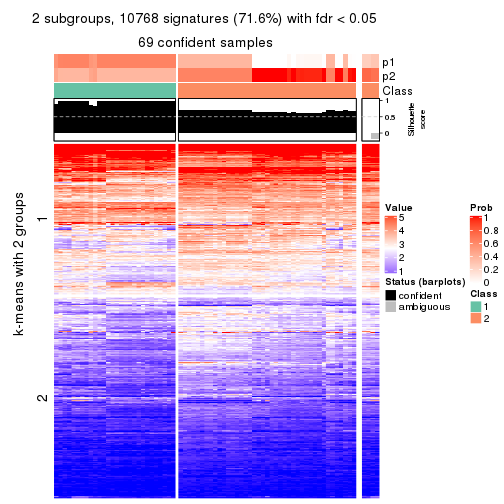 2 subgroups, 10768 signatures (71.6%) with fdr < 0.05
69 confident samples
p1
p2
Class
1
0.5
0
Silhouette
score
k-means with 2 groups
1
2
Value
5
4
3
2
1
Status (barplots)
confident
ambiguous
Prob
1
0.8
0.6
0.4
0.2
0
Class
1
2